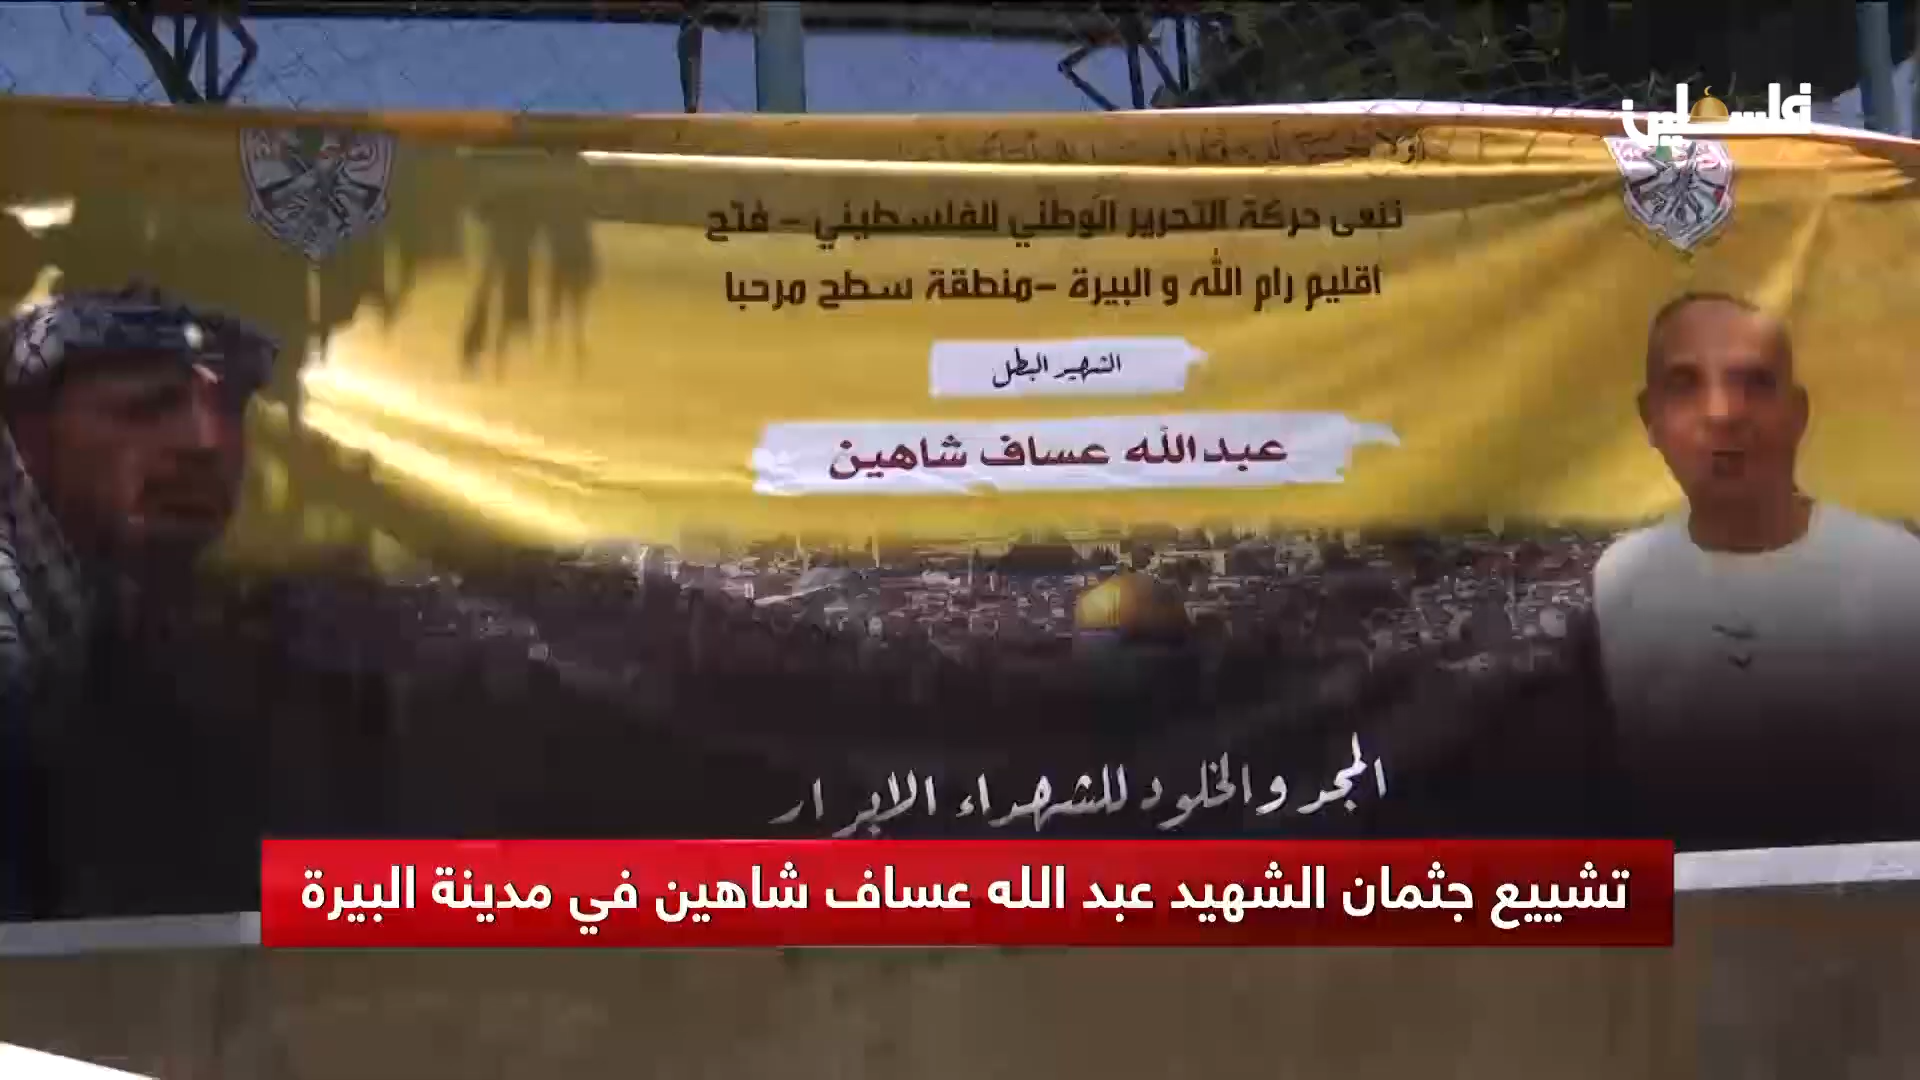 فلسطين
ننعى حركة التحرير الوطني الفلسطيني - فتح
اقليم رام الله و البيرة -منطقة سطح مرحبا
الشهيد البطل
عبدالله عساف شاهين
المجد والخلود للشهداء الابرار
تشييع جثمان الشهيد عبد الله عساف شاهين في مدينة البيرة